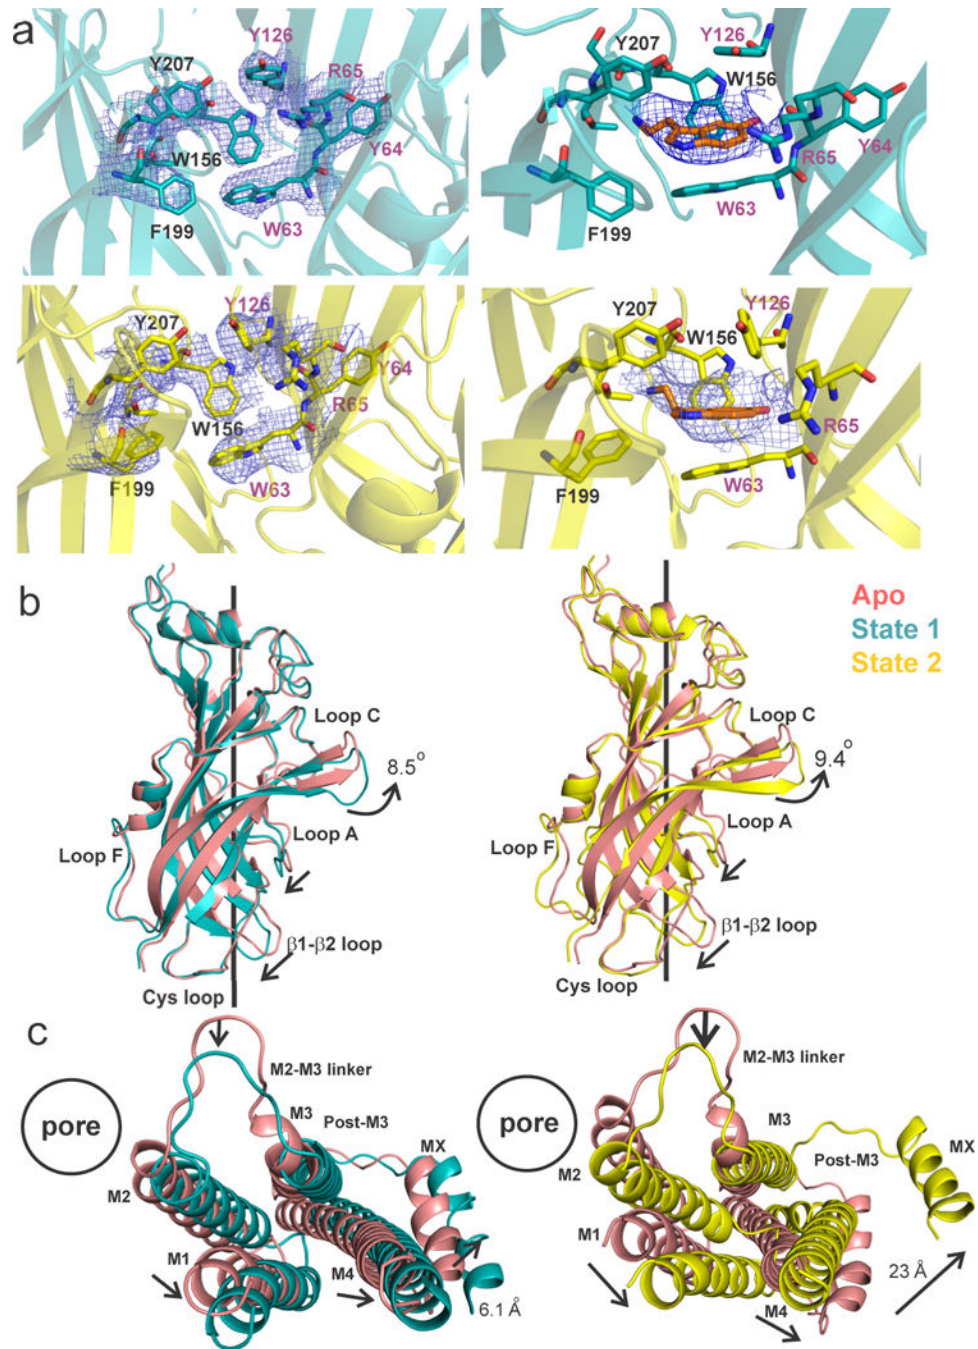 a
Y126
Y207
R65
W156
Y64
F199
W63
Y126
Y207
W156
R65
Y64
F199
W63
Y126
Y207
Y64
R65
W156
F199
W63
Y126
Y207
W156
R65
F199
W63
b
Apo
State 1
State 2
Loop C
8.5°
Loop A
Loop F
β1-β2 loop
Cys loop
Loop C
9.4°
Loop A
Loop F
β1-β2 loop
Cys loop
c
pore
M2-M3 linker
M3
Post-M3
MX
M2
M1
M4
6.1 Å
pore
M2-M3 linker
M3
MX
Post-M3
M2
M1
23 Å
M4